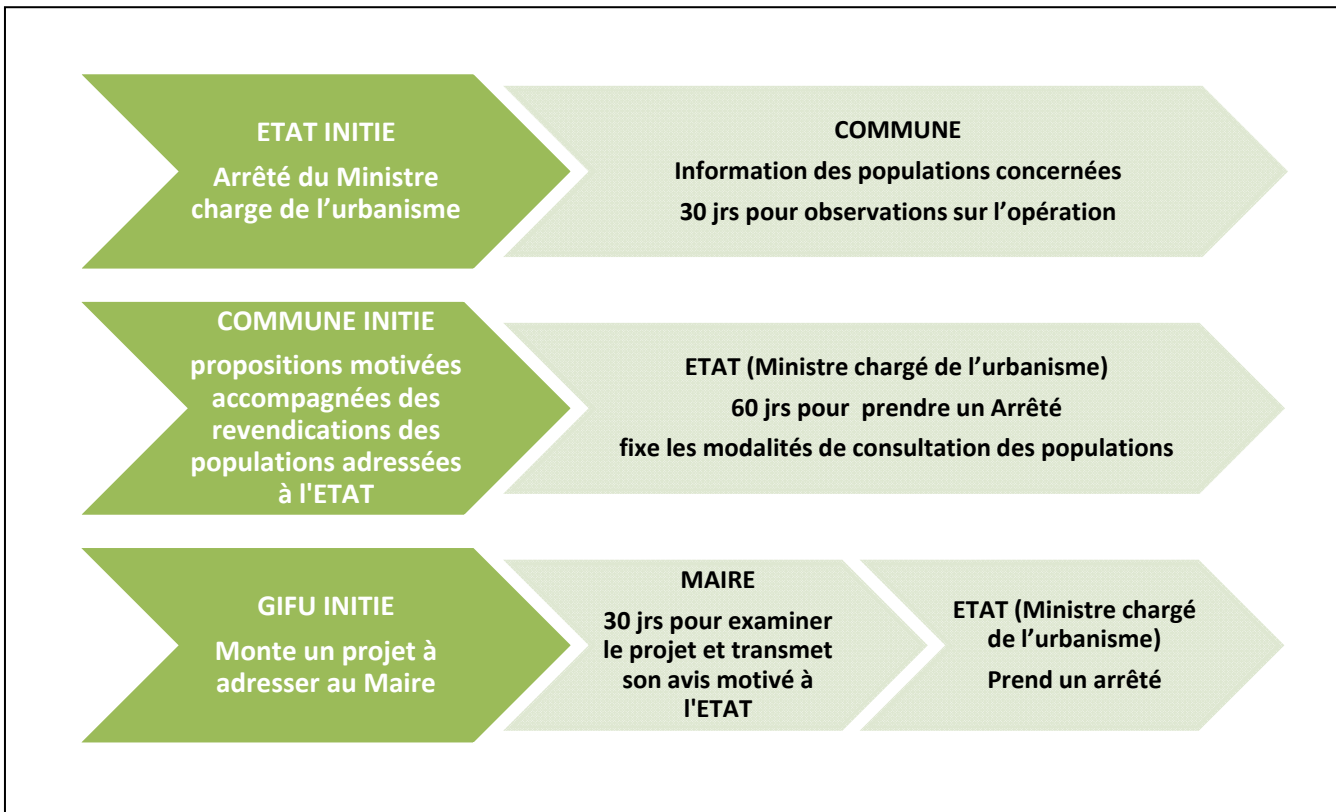 ETAT INITIE
Arrêté du Ministre
charge de l’urbanisme
COMMUNE
Information des populations concernées
30 jrs pour observations sur l’opération
COMMUNE INITIE
propositions motivées
accompagnées des
revendications des
populations adressées
à l'ETAT
ETAT (Ministre chargé de l’urbanisme)
60 jrs pour prendre un Arrêté
fixe les modalités de consultation des populations
GIFU INITIE
Monte un projet à
adresser au Maire
MAIRE
30 jrs pour examiner
le projet et transmet
son avis motivé à
l'ETAT
ETAT (Ministre chargé
de l’urbanisme)
Prend un arrêté